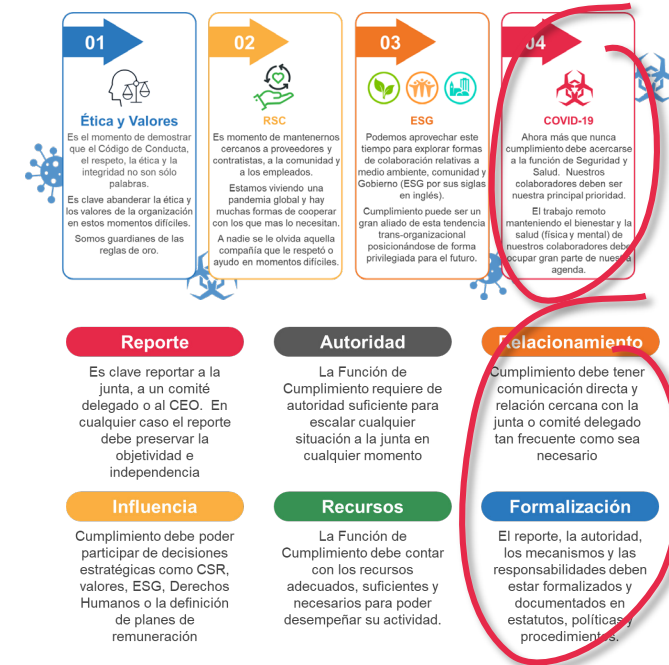 01
Ética y Valores
Es el momento de demostrar
que el Código de Conducta,
el respeto, la ética y la
integridad no son sólo
palabras.
Es clave abanderar la ética y
los valores de la organización
en estos momentos difíciles.
Somos guardianes de las
reglas de oro.
02
RSC
Es momento de mantenernos
cercanos a proveedores y
contratistas, a la comunidad y
a los empleados.
Estamos viviendo una
pandemia global y hay
muchas formas de cooperar
con los que mas lo necesitan.
A nadie se le olvida aquella
compañía que le respetó o
ayudo en momentos difíciles.
03
ESG
Podemos aprovechar este
tiempo para explorar formas
de colaboración relativas a
medio ambiente, comunidad y
Gobierno (ESG por sus siglas
en inglés).
Cumplimiento puede ser un
gran aliado de esta tendencia
trans-organizacional
posicionándose de forma
privilegiada para el futuro.
04
COVID-19
Ahora más que nunca
cumplimiento debe acercarse
a la función de Seguridad y
Salud. Nuestros
colaboradores deben ser
nuestra principal prioridad.
El trabajo remoto
manteniendo el bienestar y la
salud (física y mental) de
nuestros colaboradores debe
ocupar gran parte de nuestra
agenda.
Reporte
Es clave reportar a la
junta, a un comité
delegado o al CEO. En
cualquier caso el reporte
debe preservar la
objetividad e
independencia
Autoridad
La Función de
Cumplimiento requiere de
autoridad suficiente para
escalar cualquier
situación a la junta en
cualquier momento
Relacionamiento
Cumplimiento debe tener
comunicación directa y
relación cercana con la
junta o comité delegado
tan frecuente como sea
necesario
Influencia
Cumplimiento debe poder
participar de decisiones
estratégicas como CSR,
valores, ESG, Derechos
Humanos o la definición
de planes de
remuneración
Recursos
La Función de
Cumplimiento debe contar
con los recursos
adecuados, suficientes y
necesarios para poder
desempeñar su actividad.
Formalización
El reporte, la autoridad,
los mecanismos y las
responsabilidades deben
estar formalizados y
documentados en
estatutos, políticas y
procedimientos.